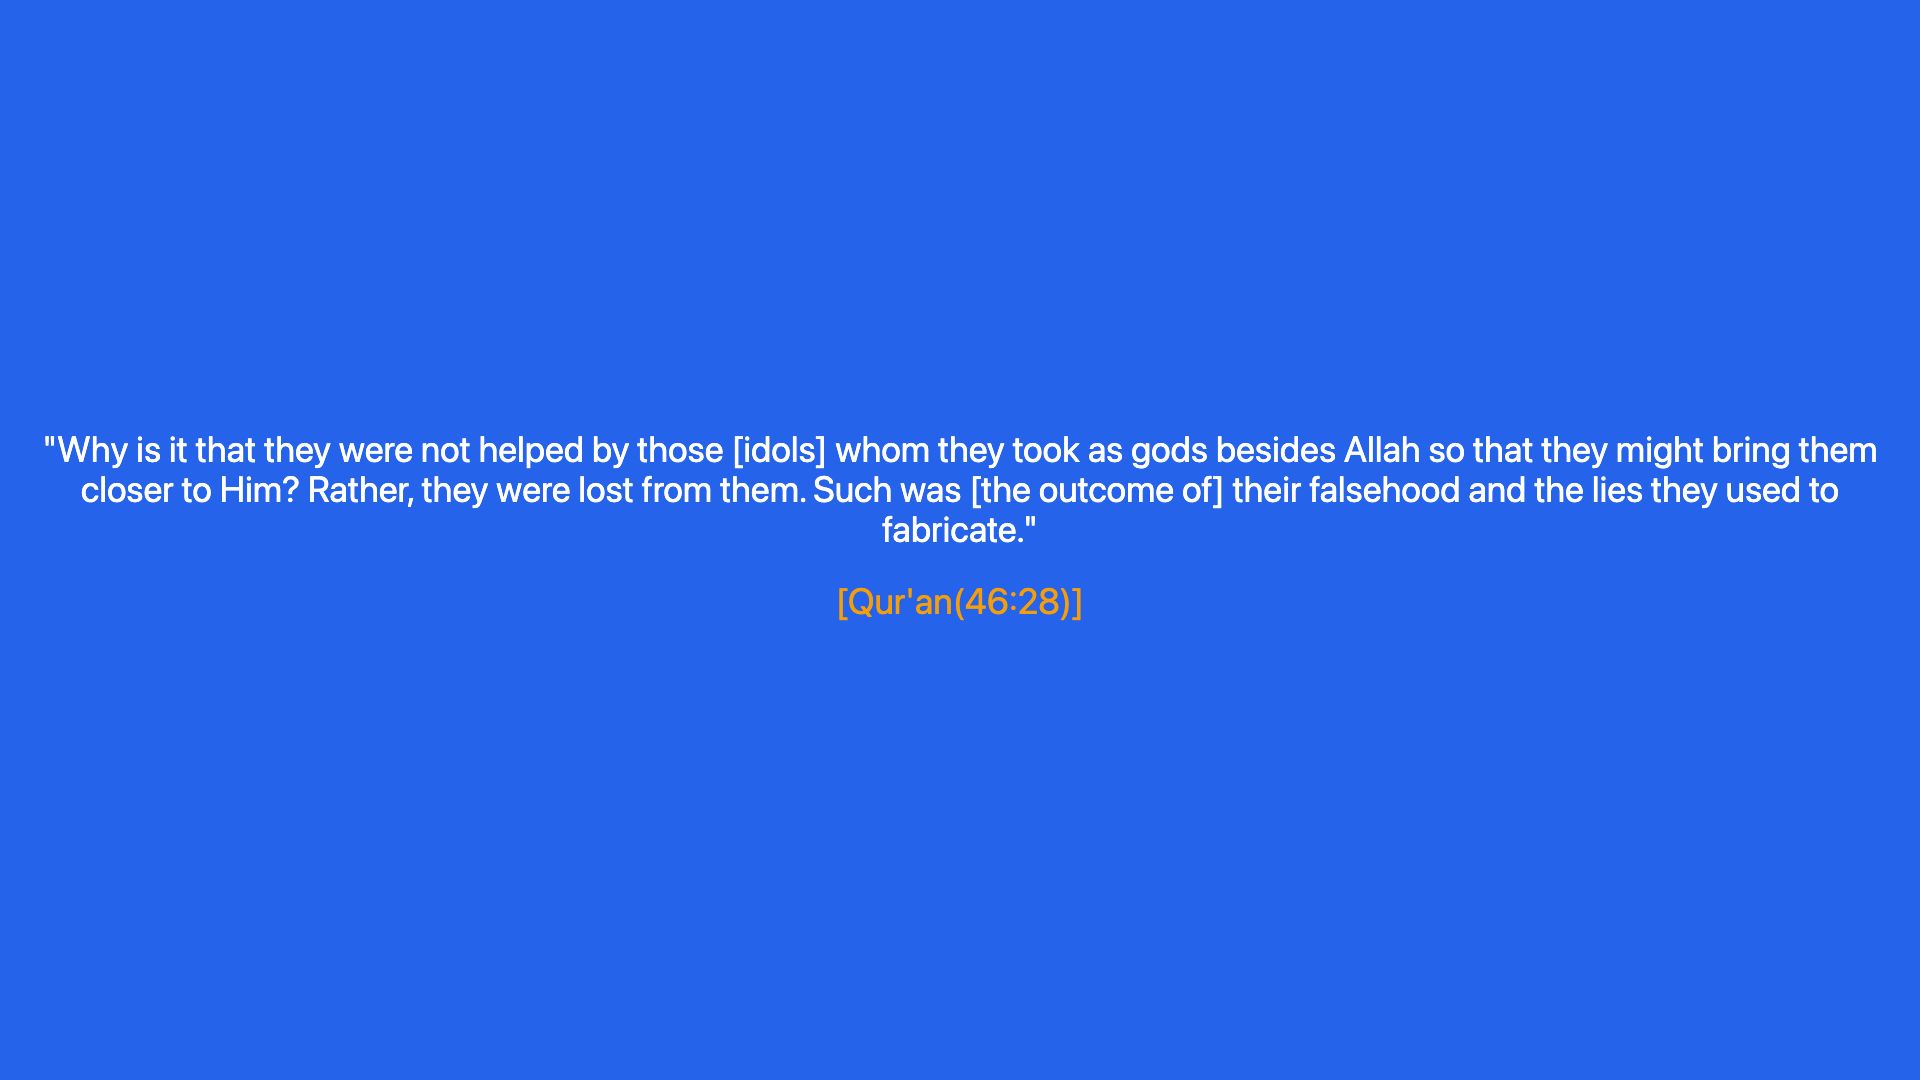 "Why is it that they were not helped by those [idols] whom they took as gods besides Allah so that they might bring them
closer to Him? Rather, they were lost from them. Such was [the outcome of] their falsehood and the lies they used to
fabricate."
[Qur'an(46:28)]